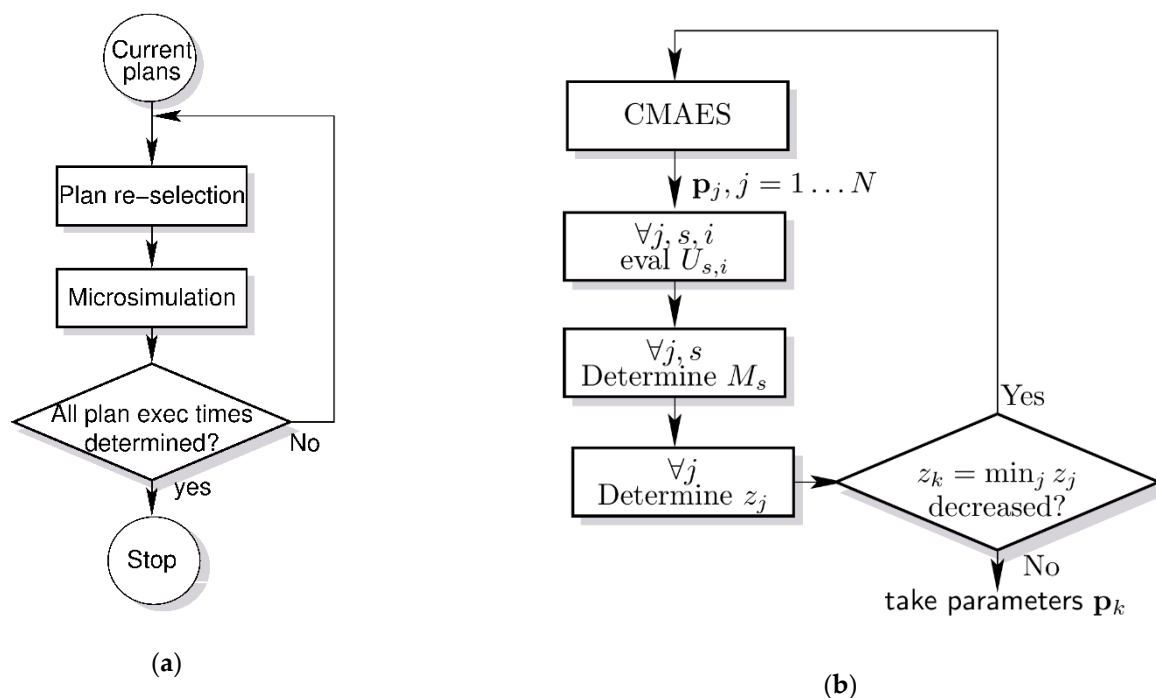 Current
plans
Plan re-selection
Microsimulation
All plan exec times
determined?
No
yes
Stop
(a)
CMAES
𝐩_j, j = 1 … N
∀j, s, i
eval U_{s,i}
∀j, s
Determine M_s
∀j
Determine z_j
Yes
z_k = min_j z_j
decreased?
No
take parameters 𝐩_k
(b)